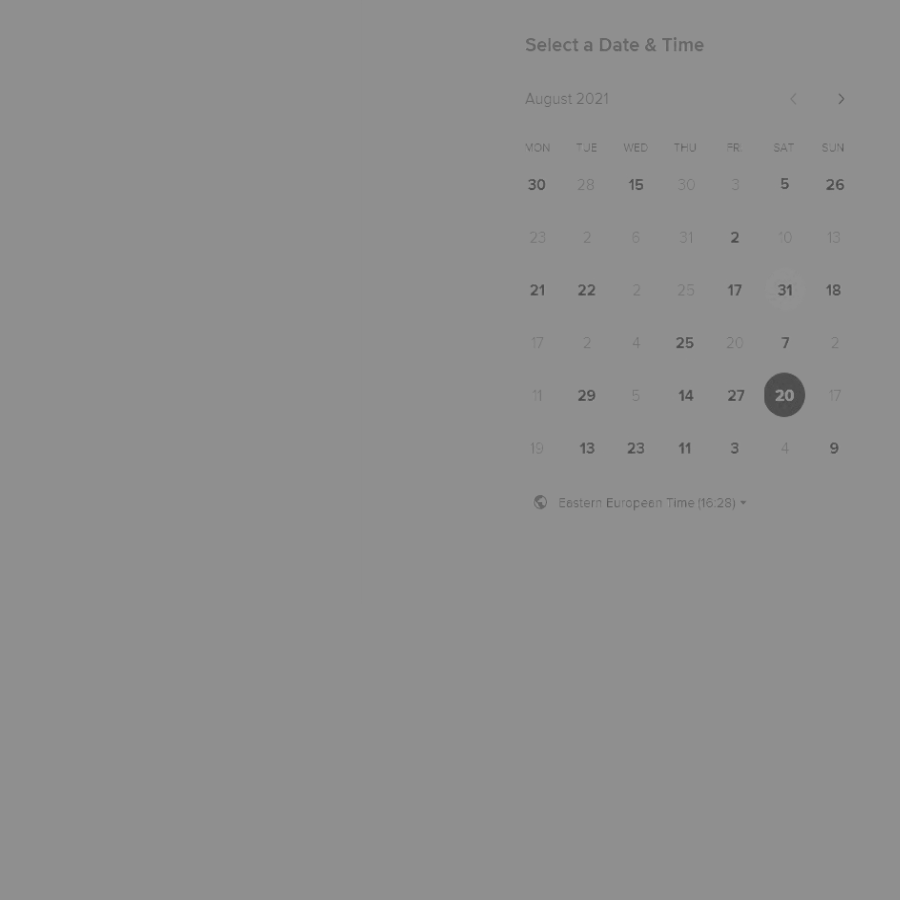 Select a Date & Time
August 2021
MON TUE WED THU FRI SAT SUN
30 28 15 30 3 5 26
23 2 6 31 2 10 13
21 22 2 25 17 31 18
17 2 4 25 20 7 2
11 29 5 14 27 20 17
19 13 23 11 3 4 9
Eastern European Time (16:28)